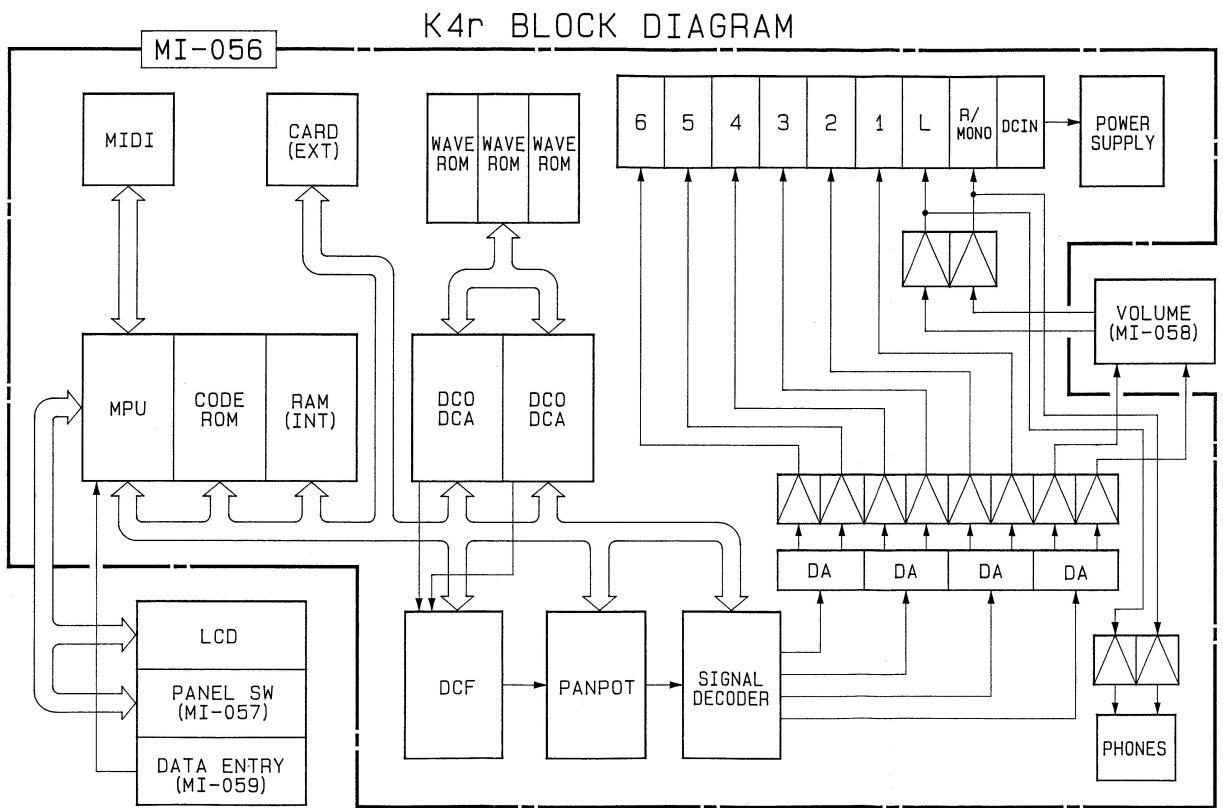 K4r BLOCK DIAGRAM
MI-056
MIDI
CARD
(EXT)
WAVE
ROM
WAVE
ROM
WAVE
ROM
6
5
4
3
2
1
L
R/
MONO
DCIN
POWER
SUPPLY
VOLUME
(MI-058)
MPU
CODE
ROM
RAM
(INT)
DCO
DCA
DCO
DCA
DA
DA
DA
DA
LCD
PANEL SW
(MI-057)
DATA ENTRY
(MI-059)
DCF
PANPOT
SIGNAL
DECODER
PHONES